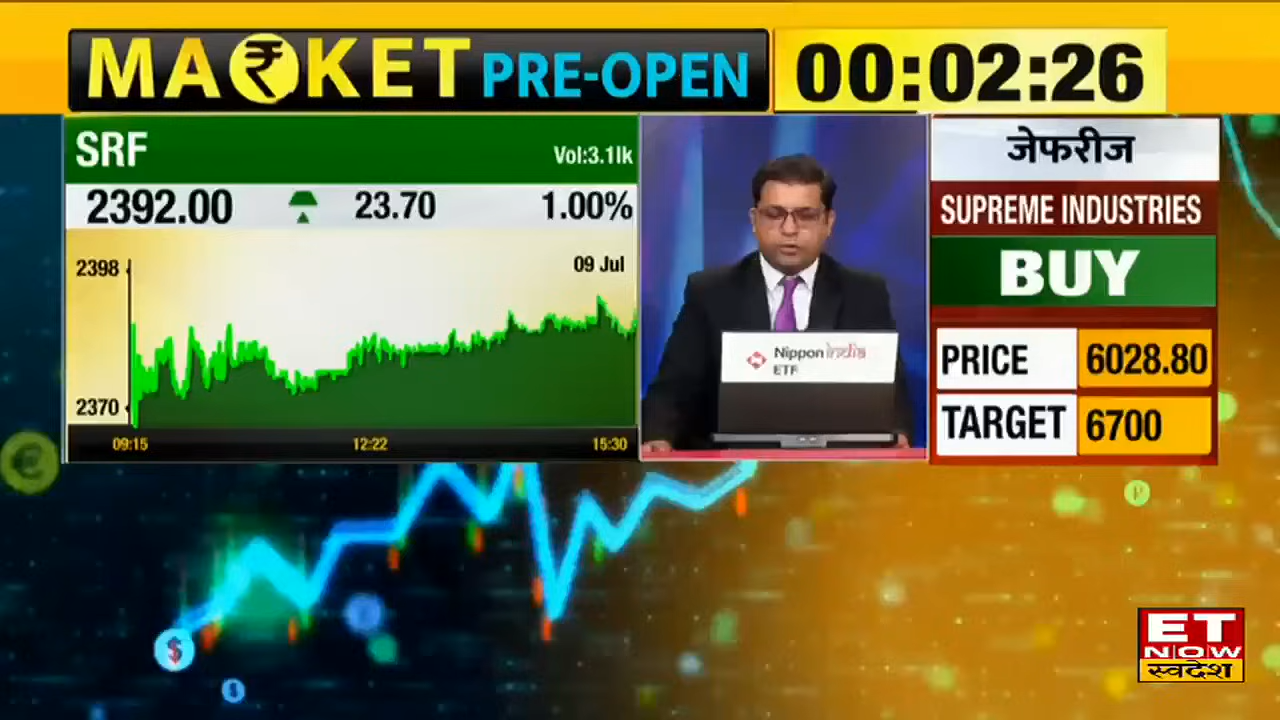 MA₹KET PRE-OPEN
00:02:26
SRF
Vol:3.1lk
2392.00 23.70 1.00%
2398
09 Jul
2370
09:15 12:22 15:30
Nippon india
ETF
जेफरीज
SUPREME INDUSTRIES
BUY
PRICE 6028.80
TARGET 6700
ET
NOW
स्वदेश